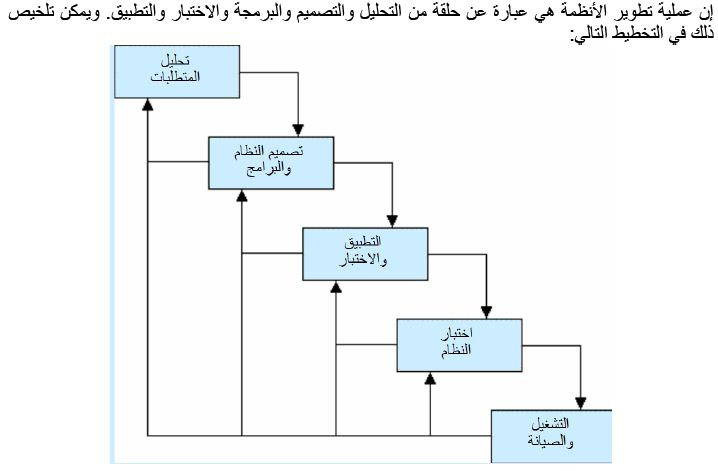 إن عملية تطوير الأنظمة هي عبارة عن حلقة من التحليل والتصميم والبرمجة والاختبار والتطبيق. ويمكن تلخيص
ذلك في التخطيط التالي:
تحليل
المتطلبات
تصميم النظام
والبرامج
التطبيق
والاختبار
اختبار
النظام
التشغيل
والصيانة